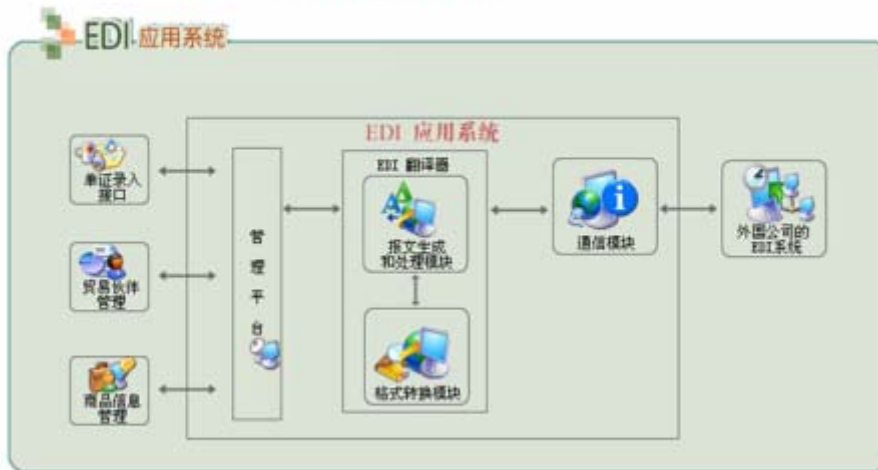 EDI 应用系统
EDI 应用系统
单证录入
接口
贸易伙伴
管理
商品信息
管理
管
理
平
台
EDI 翻译器
报文生成
和处理模块
格式转换模块
通信模块
外国公司的
EDI系统